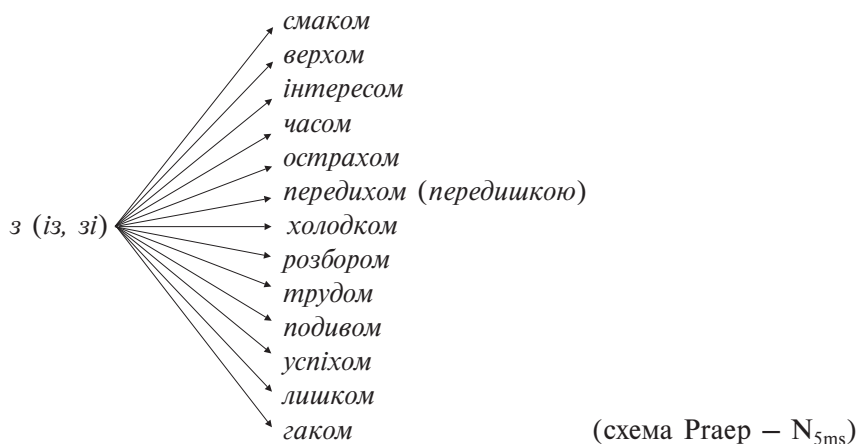 смаком
верхом
інтересом
часом
острахом
передихом (передишкою)
з (із, зі) холодком
розбором
трудом
подивом
успіхом
лишком
гаком (схема Praep – N5ms)